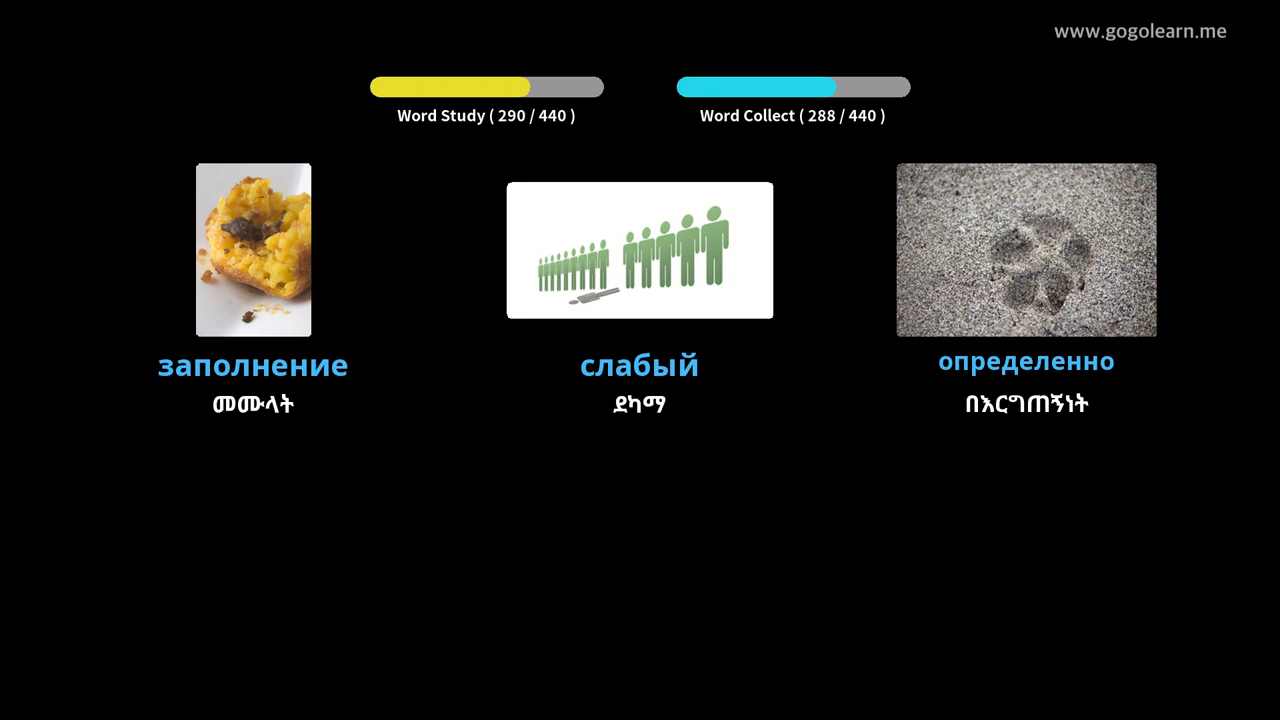 www.gogolearn.me
Word Study ( 290 / 440 )
Word Collect ( 288 / 440 )
заполнение
слабый
определенно
መሙላት
ደካማ
በእርግጠኝነት